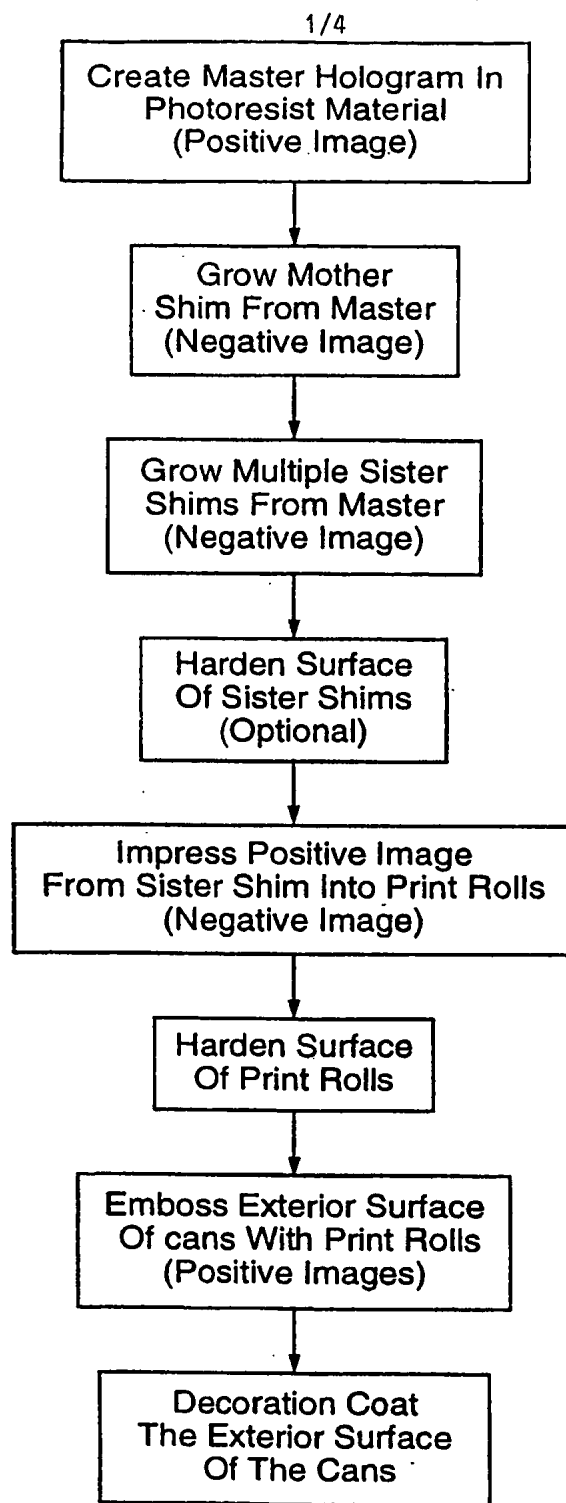 1/4
Create Master Hologram In
Photoresist Material
(Positive Image)
Grow Mother
Shim From Master
(Negative Image)
Grow Multiple Sister
Shims From Master
(Negative Image)
Harden Surface
Of Sister Shims
(Optional)
Impress Positive Image
From Sister Shim Into Print Rolls
(Negative Image)
Harden Surface
Of Print Rolls
Emboss Exterior Surface
Of cans With Print Rolls
(Positive Images)
Decoration Coat
The Exterior Surface
Of The Cans